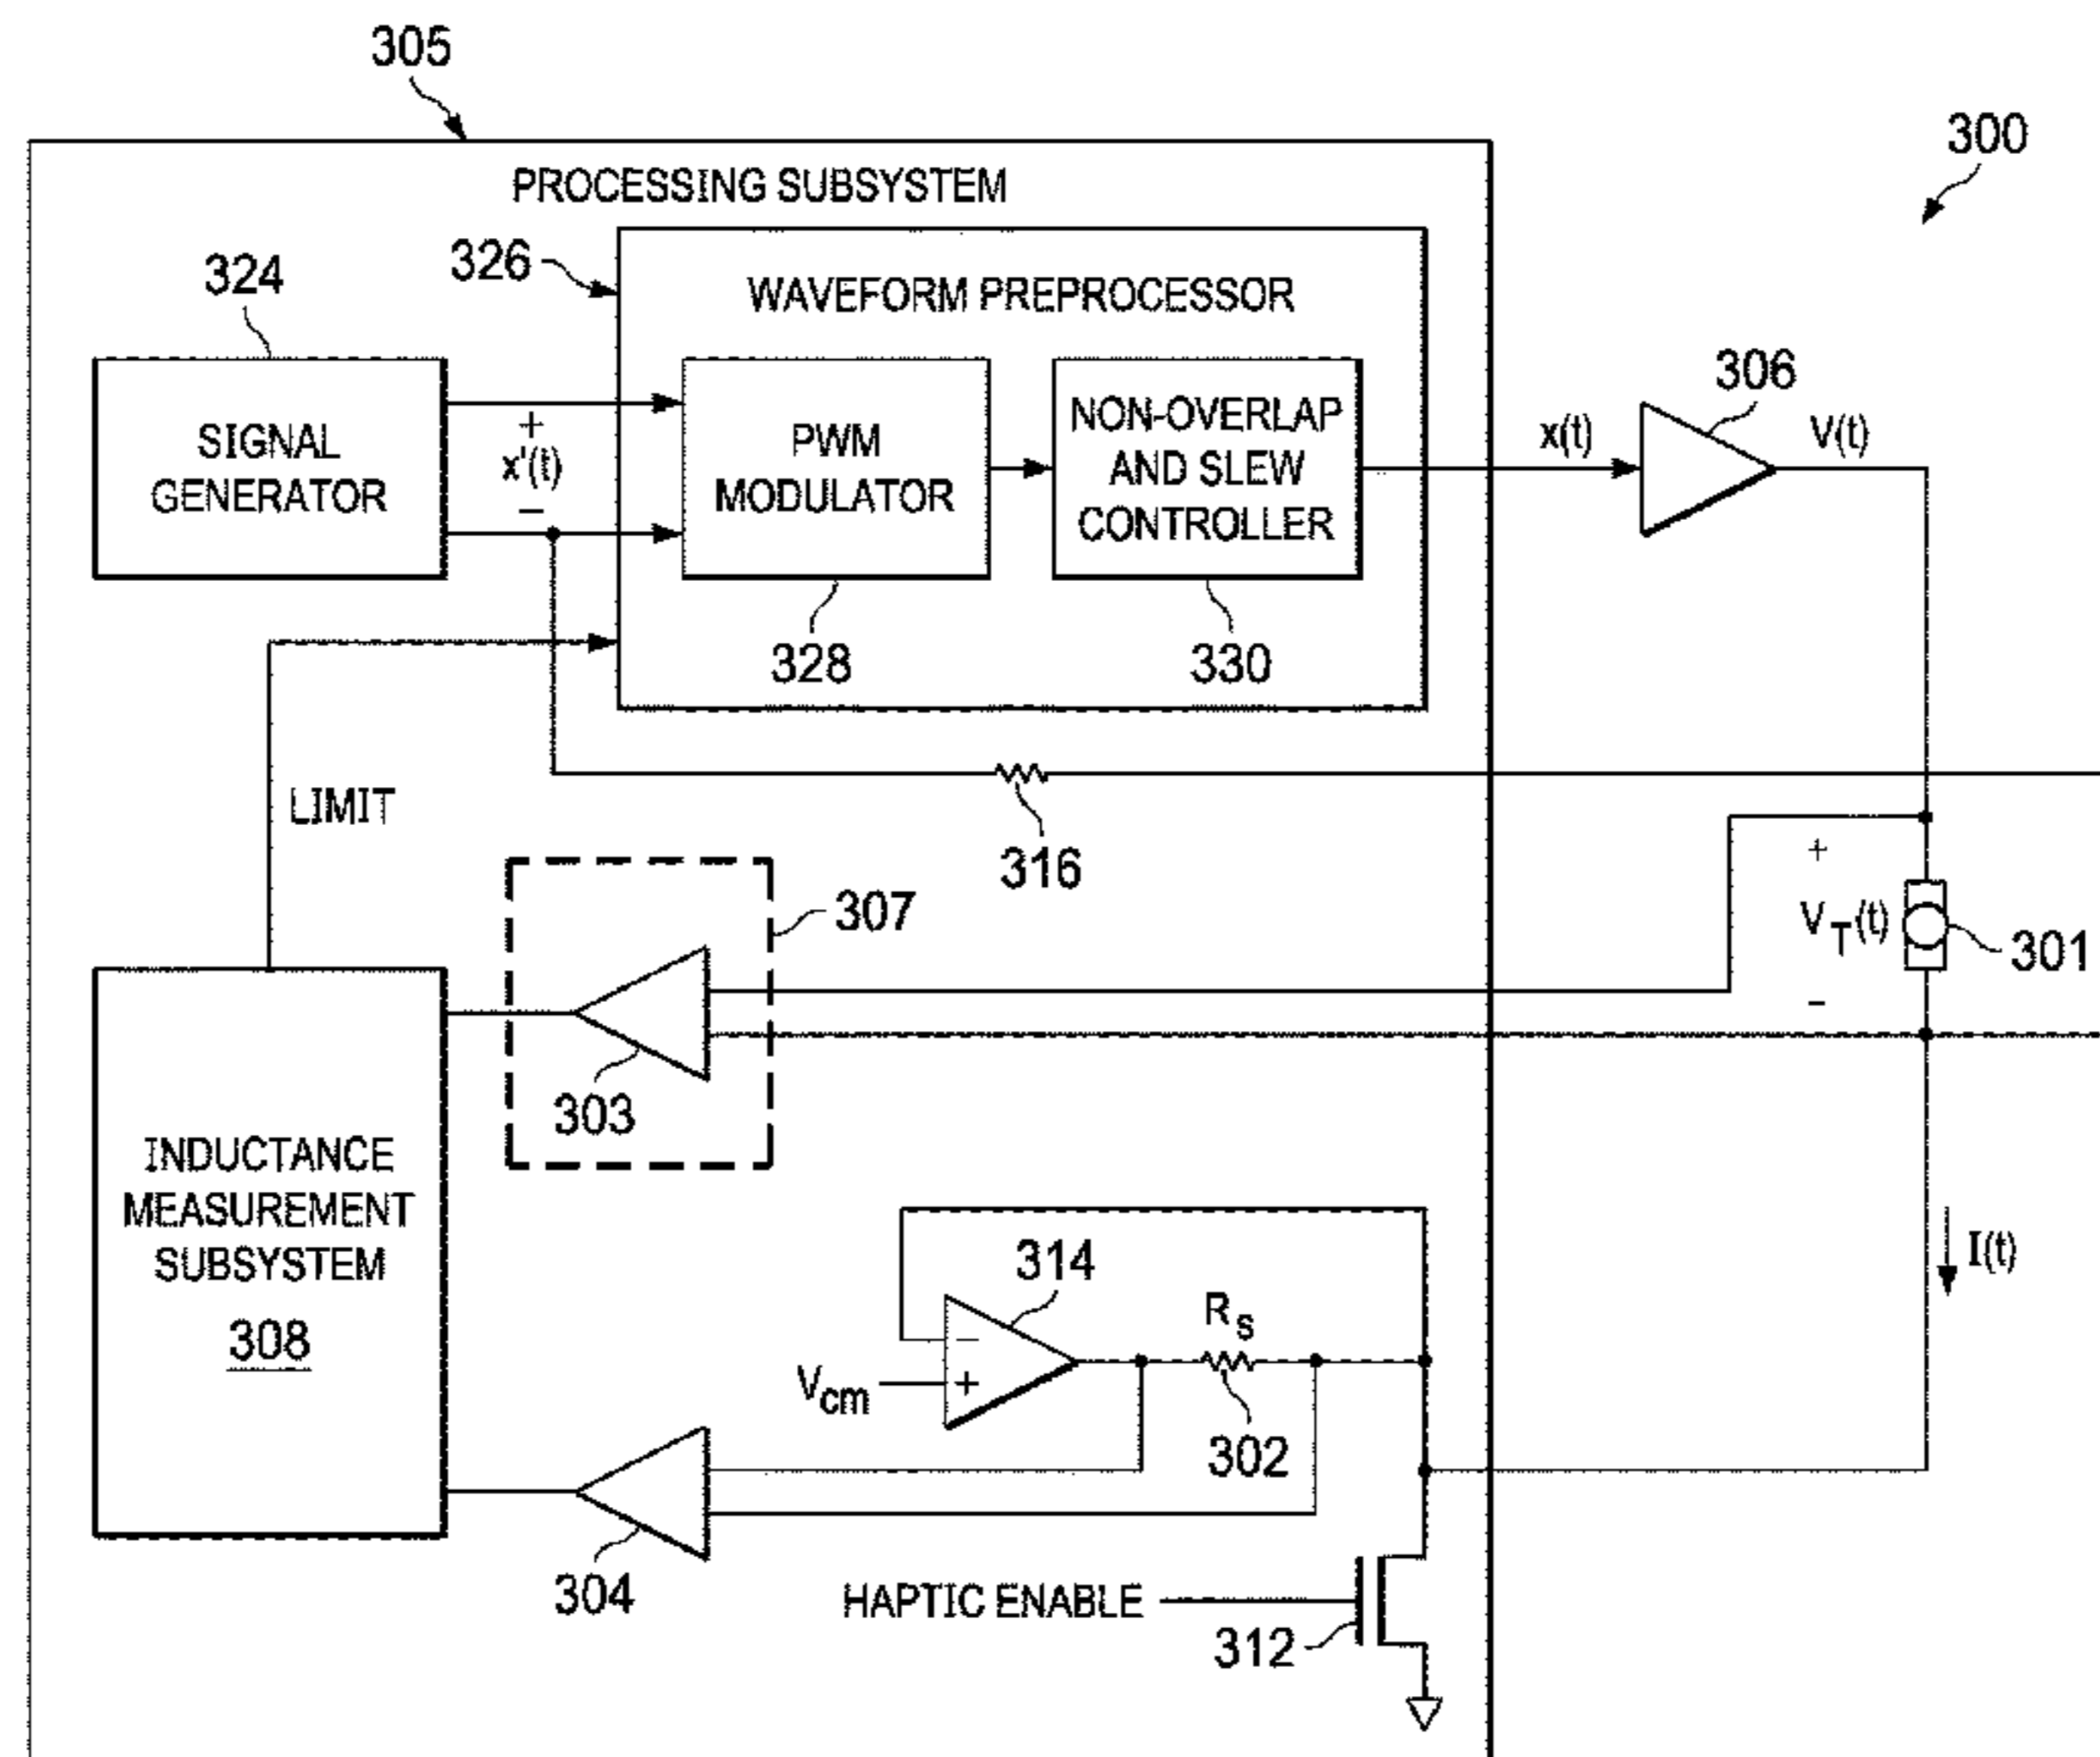 305
300
PROCESSING SUBSYSTEM
326
WAVEFORM PREPROCESSOR
324
SIGNAL
GENERATOR
+
x'(t)
−
PWM
MODULATOR
328
NON-OVERLAP
AND SLEW
CONTROLLER
330
x(t)
306
V(t)
LIMIT
316
307
303
+
V_T(t)
−
301
INDUCTANCE
MEASUREMENT
SUBSYSTEM
308
314
−
+
V_cm
R_s
302
I(t)
304
HAPTIC ENABLE
312